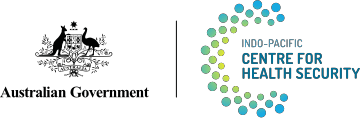 Australian Government
INDO-PACIFIC
CENTRE FOR
HEALTH SECURITY